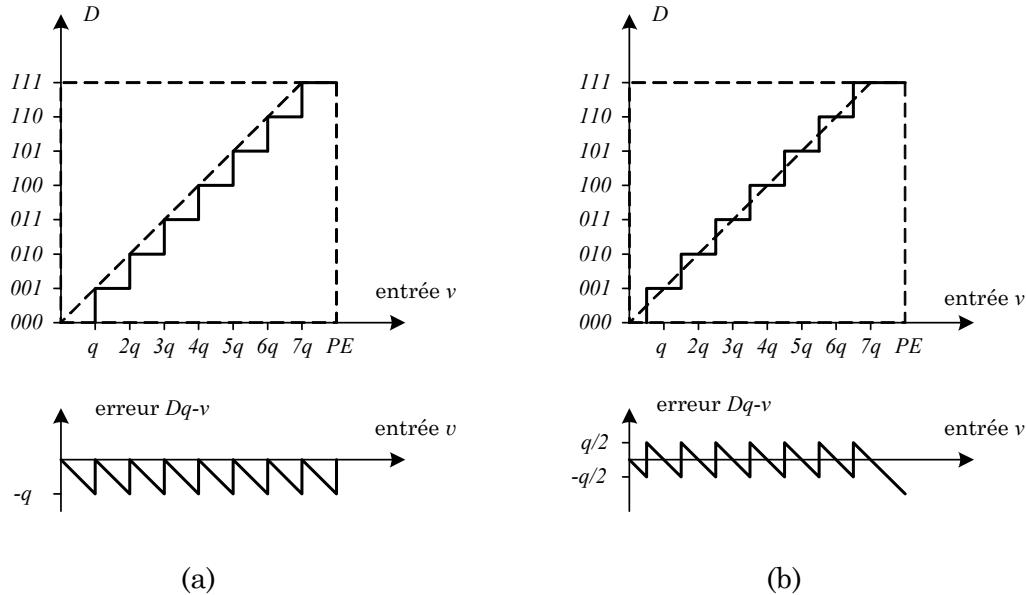 D
111
110
101
100
011
010
001
000
entrée v
q 2q 3q 4q 5q 6q 7q PE
erreur Dq-v
entrée v
-q
(a)
D
111
110
101
100
011
010
001
000
entrée v
q 2q 3q 4q 5q 6q 7q PE
erreur Dq-v
entrée v
q/2
-q/2
(b)